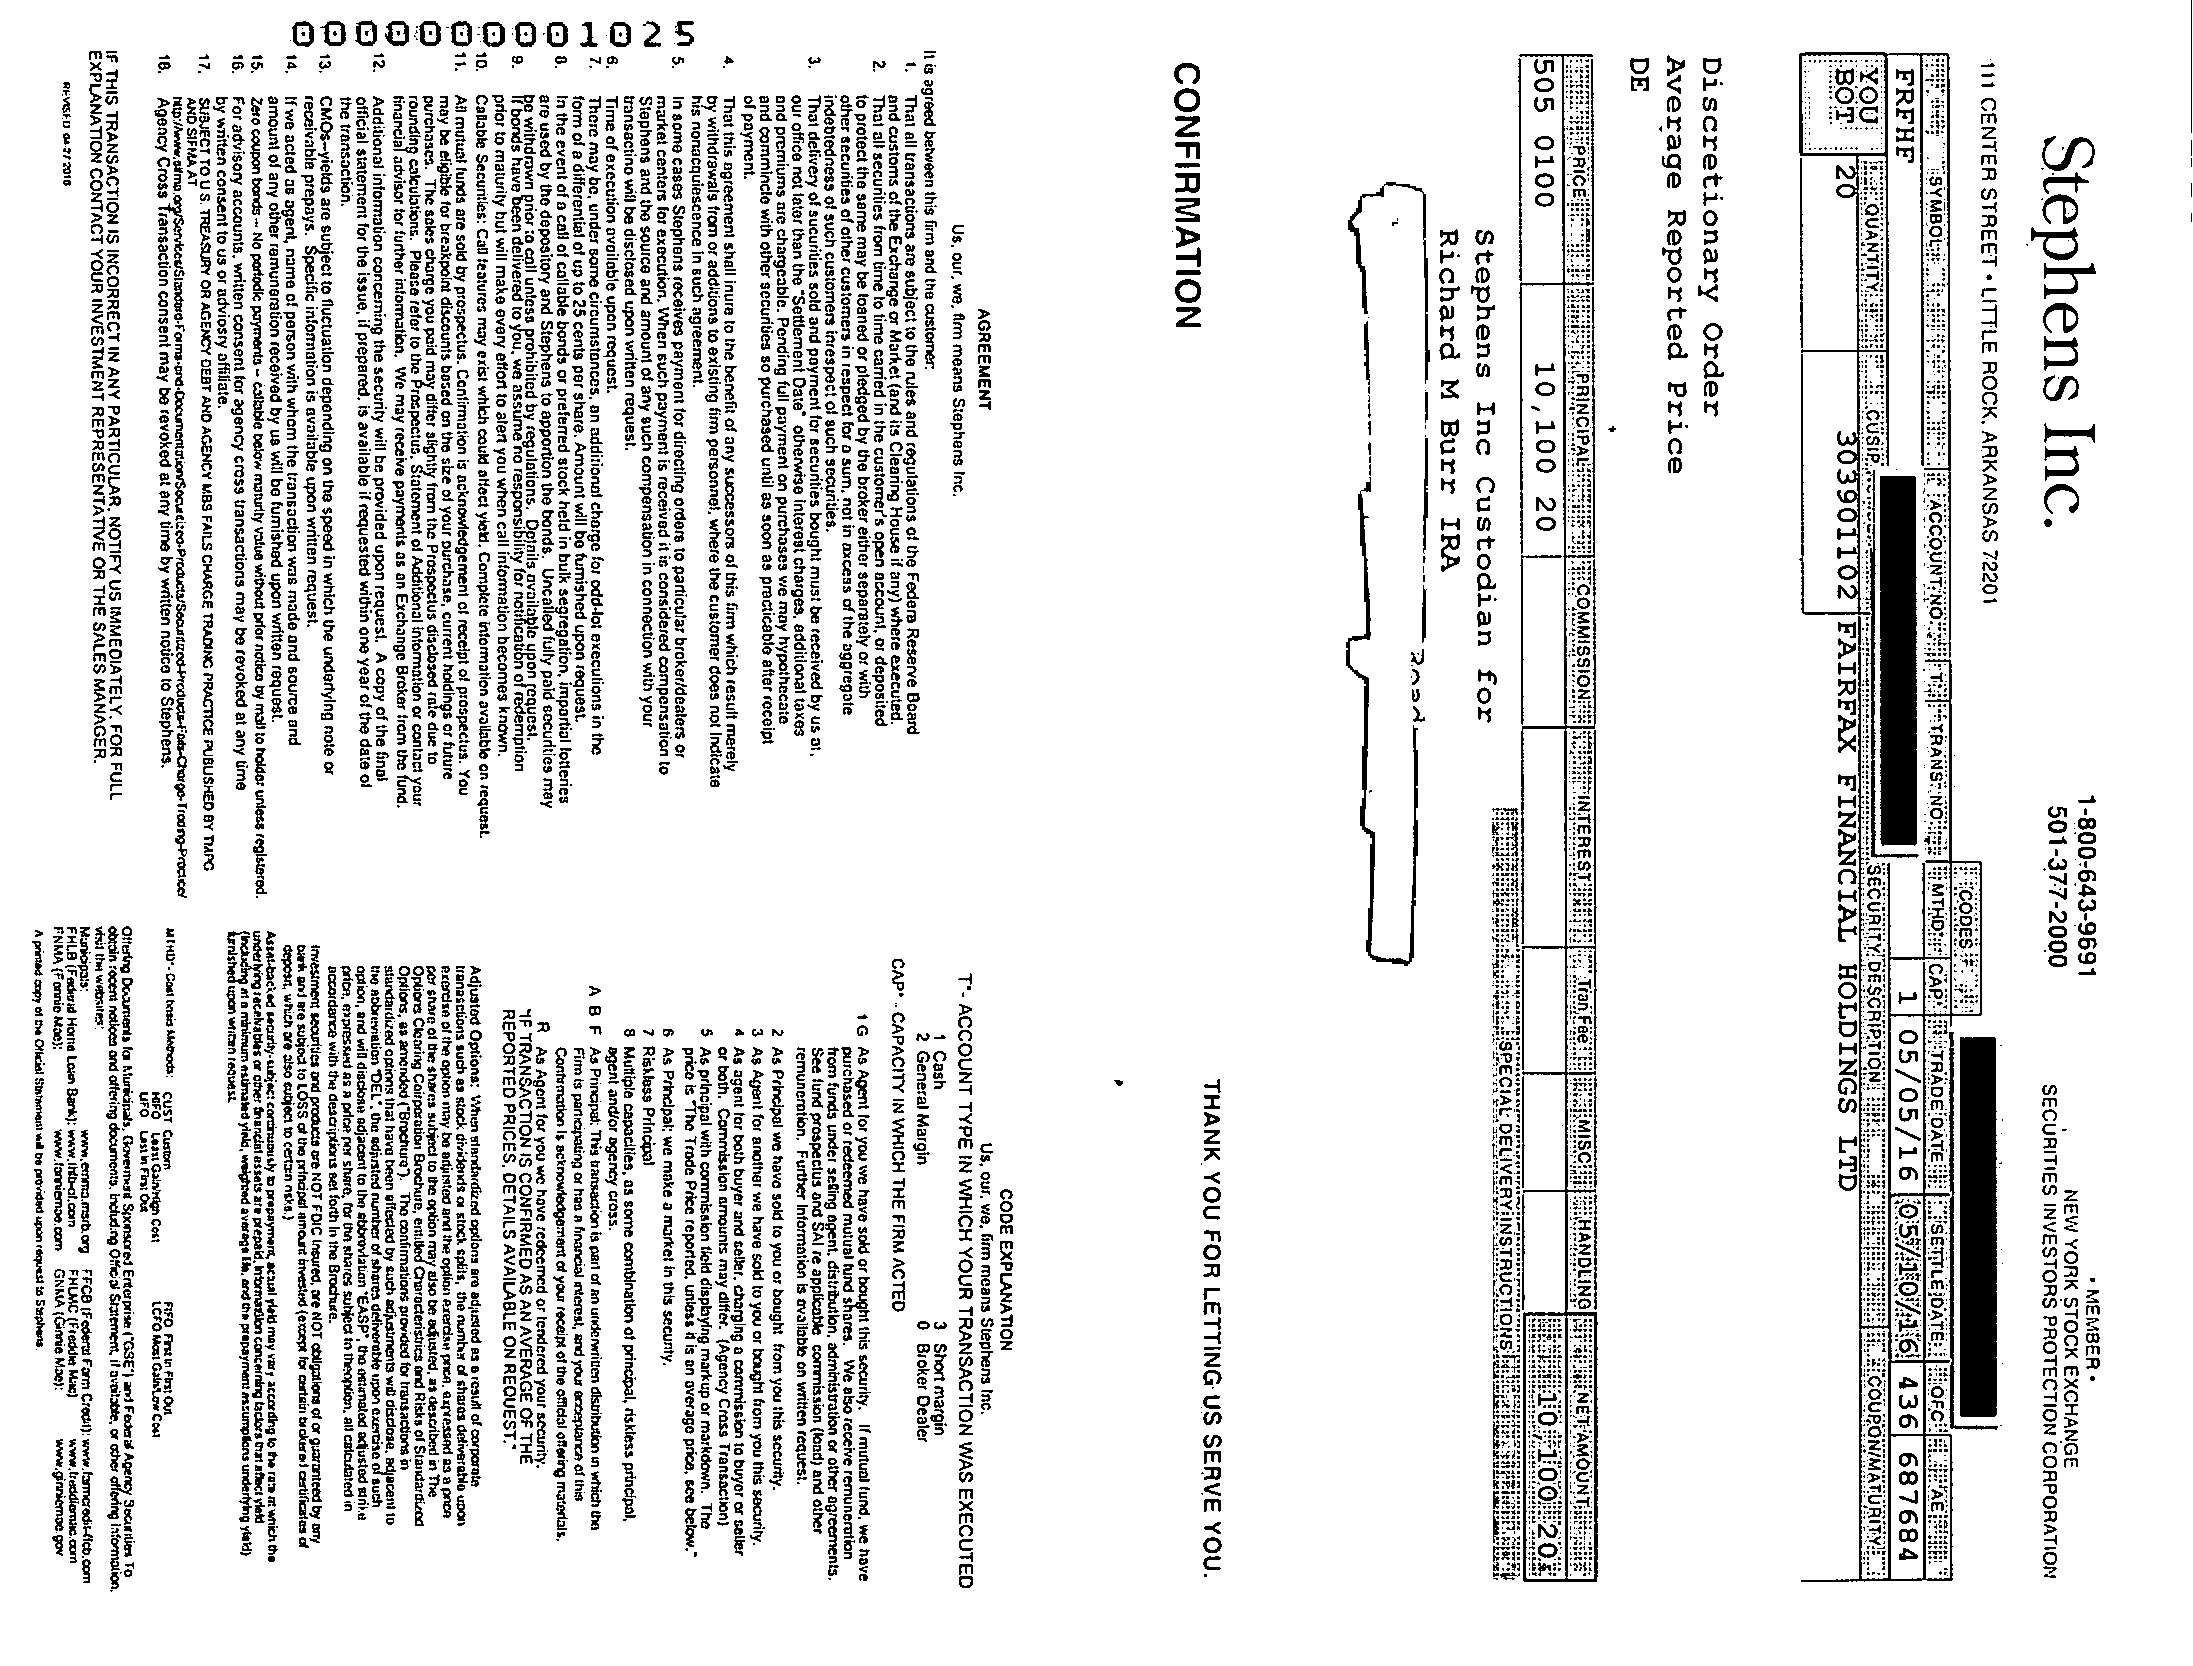 Stephens Inc.
111 CENTER STREET • LITTLE ROCK, ARKANSAS 72201
1-800-643-9691
501-377-2000
• MEMBER •
NEW YORK STOCK EXCHANGE
SECURITIES INVESTORS PROTECTION CORPORATION
CODES
SYMBOL ACCOUNT NO. T TRANS NO. MTHD* CAP* TRADE DATE SETTLE DATE OFC AE
FRFHF 1 05/05/16 05/10/16 436 687684
YOU BOT
QUANTITY CUSIP SECURITY DESCRIPTION COUPON/MATURITY
20 303901102 FAIRFAX FINANCIAL HOLDINGS LTD
Discretionary Order
Average Reported Price
DE
PRICE PRINCIPAL COMMISSION INTEREST Tran Fee MISC HANDLING NET AMOUNT
505 0100 10,100 20 10,100 20
SPECIAL DELIVERY INSTRUCTIONS
Stephens Inc Custodian for
Richard M Burr IRA
CONFIRMATION
THANK YOU FOR LETTING US SERVE YOU.
AGREEMENT
Us, our, we, firm means Stephens Inc.
It is agreed between this firm and the customer:
1. That all transactions are subject to the rules and regulations of the Federal Reserve Board
and customs of the Exchange or Market (and its Clearing House if any) where executed.
2. That all securities from time to time carried in the customer's open account, or deposited
to protect the same may be loaned or pledged by the broker either separately or with
other securities of other customers in respect for a sum, not in excess of the aggregate
indebtedness of such customers inrespect of such securities.
3. That delivery of sucurities sold and payment for securities bought must be received by us at,
our office not later than the "Settlement Date" otherwise interest charges, additional taxes
and premiums are chargeable. Pending full payment on purchases we may hypothecate
and commincle with other securities so purchased until as soon as practicable after receipt
of payment.
4. That this agreement shall inure to the benefit of any successors of this firm which result merely
by withdrawals from or additions to existing firm personnel, where the customer does not indicate
his nonacquiescence in such agreement.
5. In some cases Stephens receives payment for directing orders to particular broker/dealers or
market centers for execution. When such payment is received it is considered compensation to
Stephens and the source and amount of any such compensation in connection with your
transactino will be disclosed upon written request.
6. Time of execution available upon request.
7. There may be, under some circumstances, an additional charge for odd-lot executions in the
form of a differential of up to 25 cents per share. Amount will be furnished upon request.
8. In the event of a call of callable bonds or preferred stock held in bulk segregation, impartial lotteries
are used by the depository and Stephens to apportion the bonds. Uncalled fully paid securities may
be withdrawn prior to call unless prohibited by regulations. Details available upon request.
9. If bonds have been delivered to you, we assume no responsibility for notification of redemption
prior to maturity but will make every effort to alert you when call information becomes known.
10. Callable Securities: Call features may exist which could affect yield. Complete information available on request.
11. All mutual funds are sold by prospectus. Confirmation is acknowledgement of receipt of prospectus. You
may be eligible for breakpoint discounts based on the size of your purchase, current holdings or future
purchases. The sales charge you paid may differ slightly from the Prospectus disclosed rate due to
rounding calculations. Please refer to the Prospectus, Statement of Additional Information or contact your
financial advisor for further information. We may receive payments as an Exchange Broker from the fund.
12. Additional information concerning the security will be provided upon request. A copy of the final
official statement for the issue, if prepared, is available if requested within one year of the date of
the transaction.
13. CMOs--yields are subject to fluctuation depending on the speed in which the underlying note or
receivable prepays. Specific information is available upon written request.
14. If we acted as agent, name of person with whom the transaction was made and source and
amount of any other remuneration received by us will be furnished upon written request.
15. Zero coupon bonds -- No periodic payments -- callable below maturity value without prior notice by mail to holder unless registered.
16. For advisory accounts, written consent for agency cross transactions may be revoked at any time
by written consent to us or adviosriy affiliate.
17. SUBJECT TO U.S. TREASURY OR AGENCY DEBT AND AGENCY MBS FAILS CHARGE TRADING PRACTICE PUBLISHED BY TMPG
AND SIFMA AT
http://www.sifma.org/Services/Standard-Forms-and-Documentation/Securitized-Products/Securitized-Products-Fails-Charge-Trading-Practice/
18. Agency Cross Transaction consent may be revoked at any time by written notice to Stephens.
IF THIS TRANSACTION IS INCORRECT IN ANY PARTICULAR, NOTIFY US IMMEDIATELY. FOR FULL
EXPLANATION CONTACT YOUR INVESTMENT REPRESENTATIVE OR THE SALES MANAGER.
REVISED 04-27-2016
000000001025
CODE EXPLANATION
Us, our, we, firm means Stephens Inc.
T*- ACCOUNT TYPE IN WHICH YOUR TRANSACTION WAS EXECUTED
1 Cash 3 Short margin
2 General Margin 0 Broker Dealer
CAP* - CAPACITY IN WHICH THE FIRM ACTED
1 G As Agent for you we have sold or bought this security. If mutual fund, we have
purchased or redeemed mutual fund shares. We also receive remuneration
from funds under selling agent, distribution, administration or other agreements.
See fund prospectus and SAI re applicable commission (load) and other
remuneration. Further information is available on written request.
2 As Principal we have sold to you or bought from you this security.
3 As Agent for another we have sold to you or bought from you this security.
4 As agent for both buyer and seller, charging a commission to buyer or seller
or both. Commission amounts may differ. (Agency Cross Transaction)
5 As principal with commission field displaying markup or markdown. The
price is "The Trade Price reported, unless it is an average price, see below."
6 As Principal; we make a market in this security.
7 Riskless Principal
8 Multiple capacities, as some combination of principal, riskless principal,
agent and/or agency cross.
A B F As Principal: This transaction is part of an underwritten distribution in which the
Firm is participating or has a financial interest, and your acceptance of this
Confirmation is acknowledgement of your receipt of the official offering materials.
R As Agent for you we have redeemed or tendered your security.
"IF TRANSACTION IS CONFIRMED AS AN AVERAGE OF THE
REPORTED PRICES, DETAILS AVAILABLE ON REQUEST."
Adjusted Options: When standardized options are adjusted as a result of corporate
transactions such as stock dividends or stock splits, the number of shares deliverable upon
exercise of the option may be adjusted and the option exercise price, expressed as a price
per share of the shares subject to the option may also be adjusted, as described in The
Options Clearing Corporation Brochure, entitled Characteristics and Risks of Standardized
Options, as amended ("Brochure"). The confirmations provided for transactions in
standardized options that have been affected by such adjustments will disclose, adjacent to
the abbreviation "DEL", the adjusted number of shares deliverable upon exercise of such
option, and will disclose adjacent to the abbreviation "EASP", the estimated adjusted strike
price, expressed as a price per share, for the shares subject in theoption, all calculated in
accordance with the descriptions set forth in the Brochure.
Investment securities and products are NOT FDIC Insured, are NOT obligations of or guaranteed by any
bank and are subject to LOSS of the principal amount invested (except for certain brokered certificates of
deposit, which are also subject to certain risks.)
Asset-backed security-subject continuously to prepayment, actual yield may vary according to the rate at which the
underlying receivables or other financial assets are prepaid. Information concerning factors that affect yield
(including at a minimum estimated yield, weighted average life, and the prepayment assumptions underlying yield)
furnished upon written request.
MTHD* - Cost basis Methods: CUST Custom FIFO First in First Out
HIFO Least Gain/High Cost LCFO Most Gain/Low Cost
LIFO Last in First Out
Offering Documents for Municipals, Government Sponsored Enterprise ("GSE") and Federal Agency Securities To
obtain recent notices and offering documents, including Official Statement, if available, or other offering information,
visit the websites:
Municipals: www.emma.msrb.org FFCB (Federal Farm Credit): www.farmcredit-ffcb.com
FHLB (Federal Home Loan Bank): www.fhlb-of.com FHLMC (Freddie Mac) www.freddiemac.com
FNMA (Fannie Mae): www.fanniemae.com GNMA (Ginnie Mae): www.ginniemae.gov
A printed copy of the Official Statement will be provided upon request to Stephens.